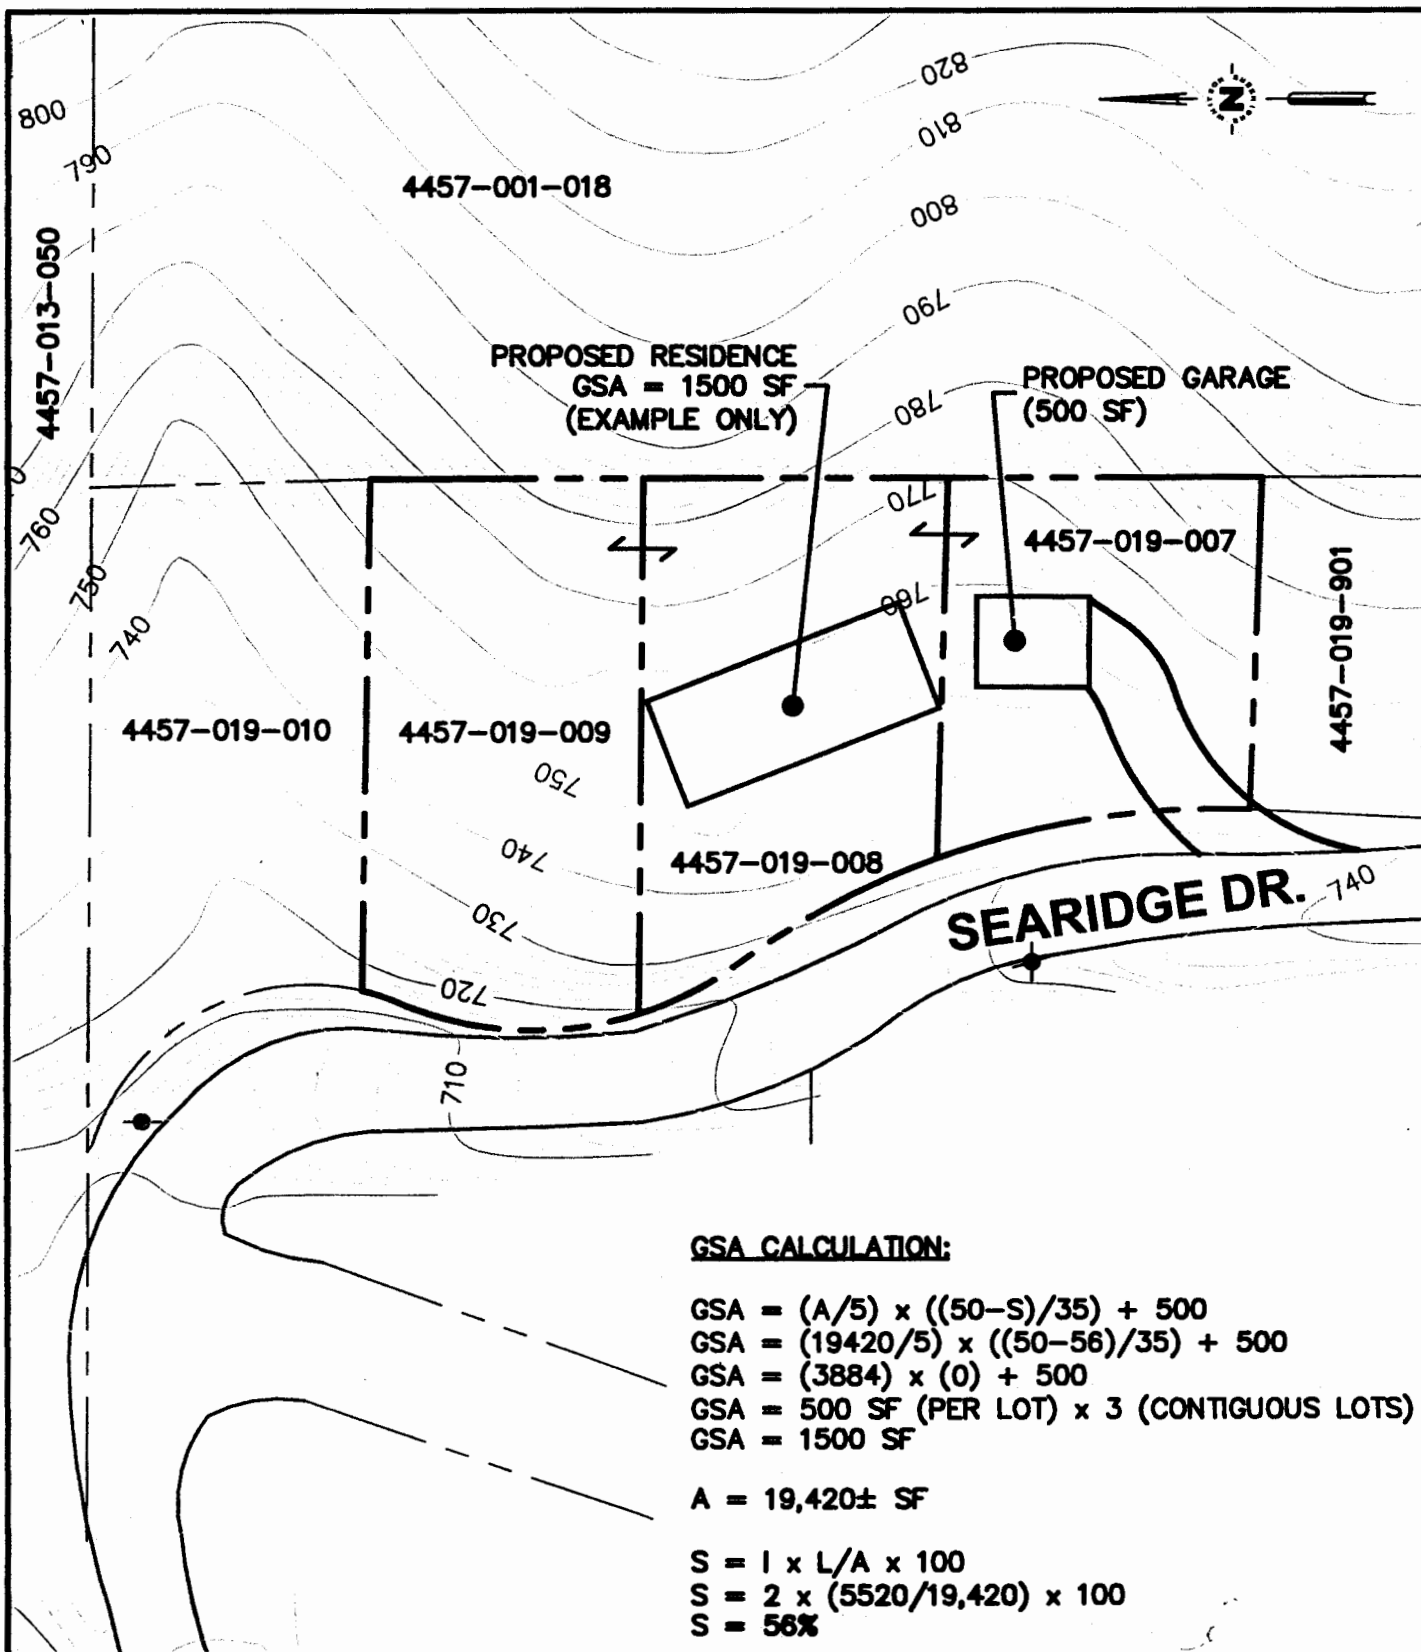 820
N
800
810
790
4457-001-018
800
4457-013-050
790
PROPOSED RESIDENCE
GSA = 1500 SF
(EXAMPLE ONLY)
PROPOSED GARAGE
(500 SF)
780
770
760
4457-019-007
750
760
4457-019-901
740
4457-019-010
4457-019-009
750
740
4457-019-008
730
SEARIDGE DR.
740
720
710
GSA CALCULATION:
GSA = (A/5) x ((50-S)/35) + 500
GSA = (19420/5) x ((50-56)/35) + 500
GSA = (3884) x (0) + 500
GSA = 500 SF (PER LOT) x 3 (CONTIGUOUS LOTS)
GSA = 1500 SF
A = 19,420± SF
S = I x L/A x 100
S = 2 x (5520/19,420) x 100
S = 56%